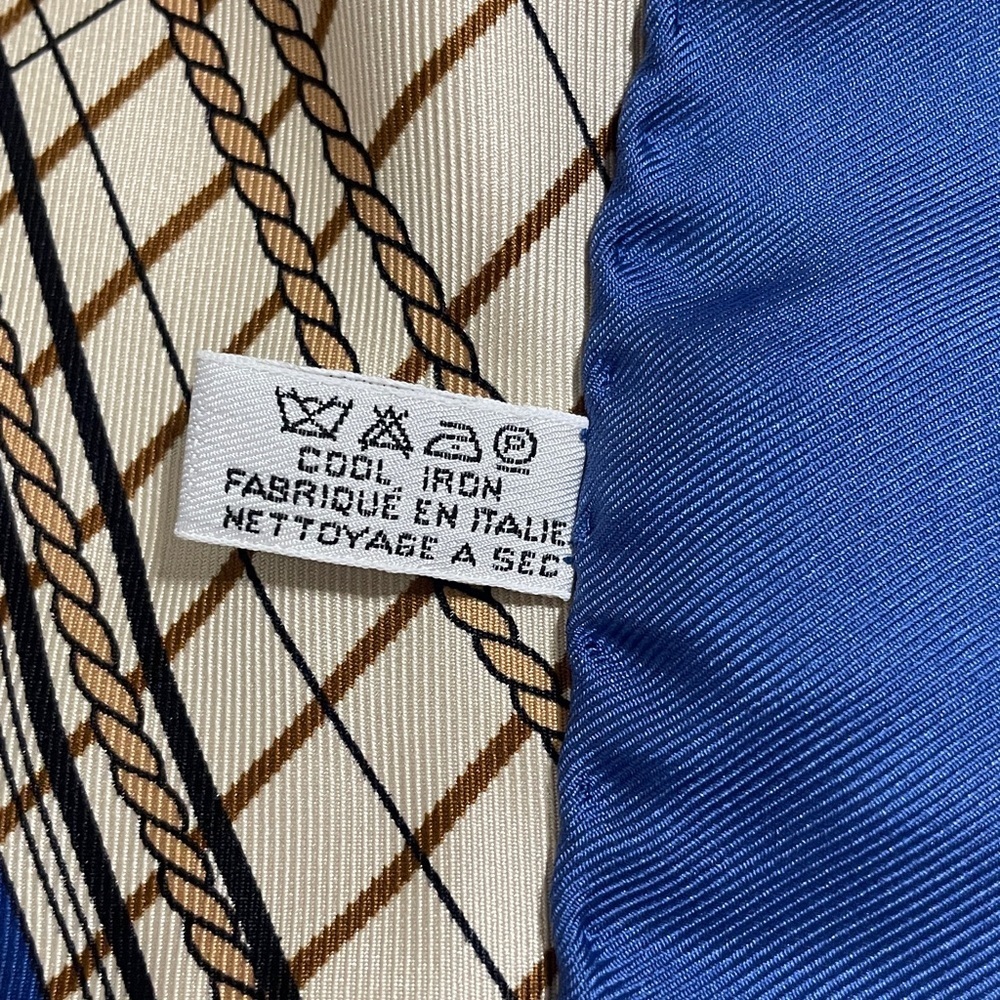 P
COOL IRON
FABRIQUÉ EN ITALIE
NETTOYAGE A SEC